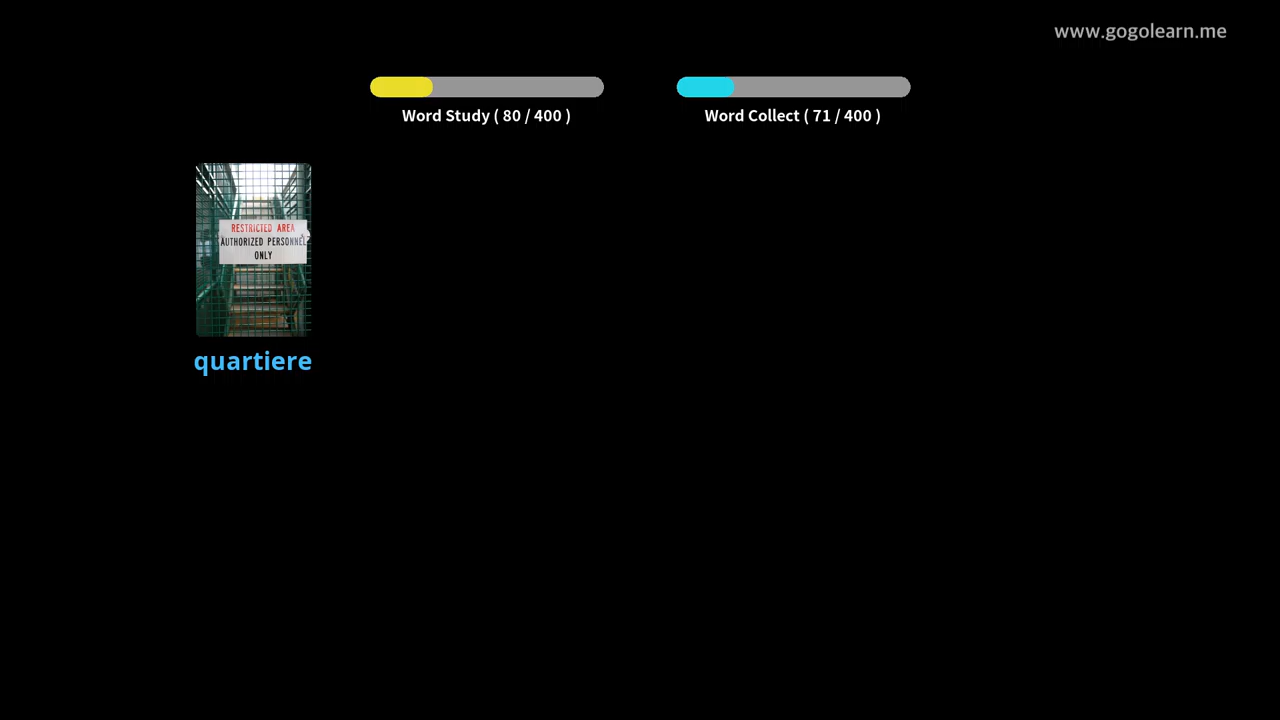 www.gogolearn.me
Word Study ( 80 / 400 )
Word Collect ( 71 / 400 )
RESTRICTED AREA
AUTHORIZED PERSONNEL
ONLY
quartiere